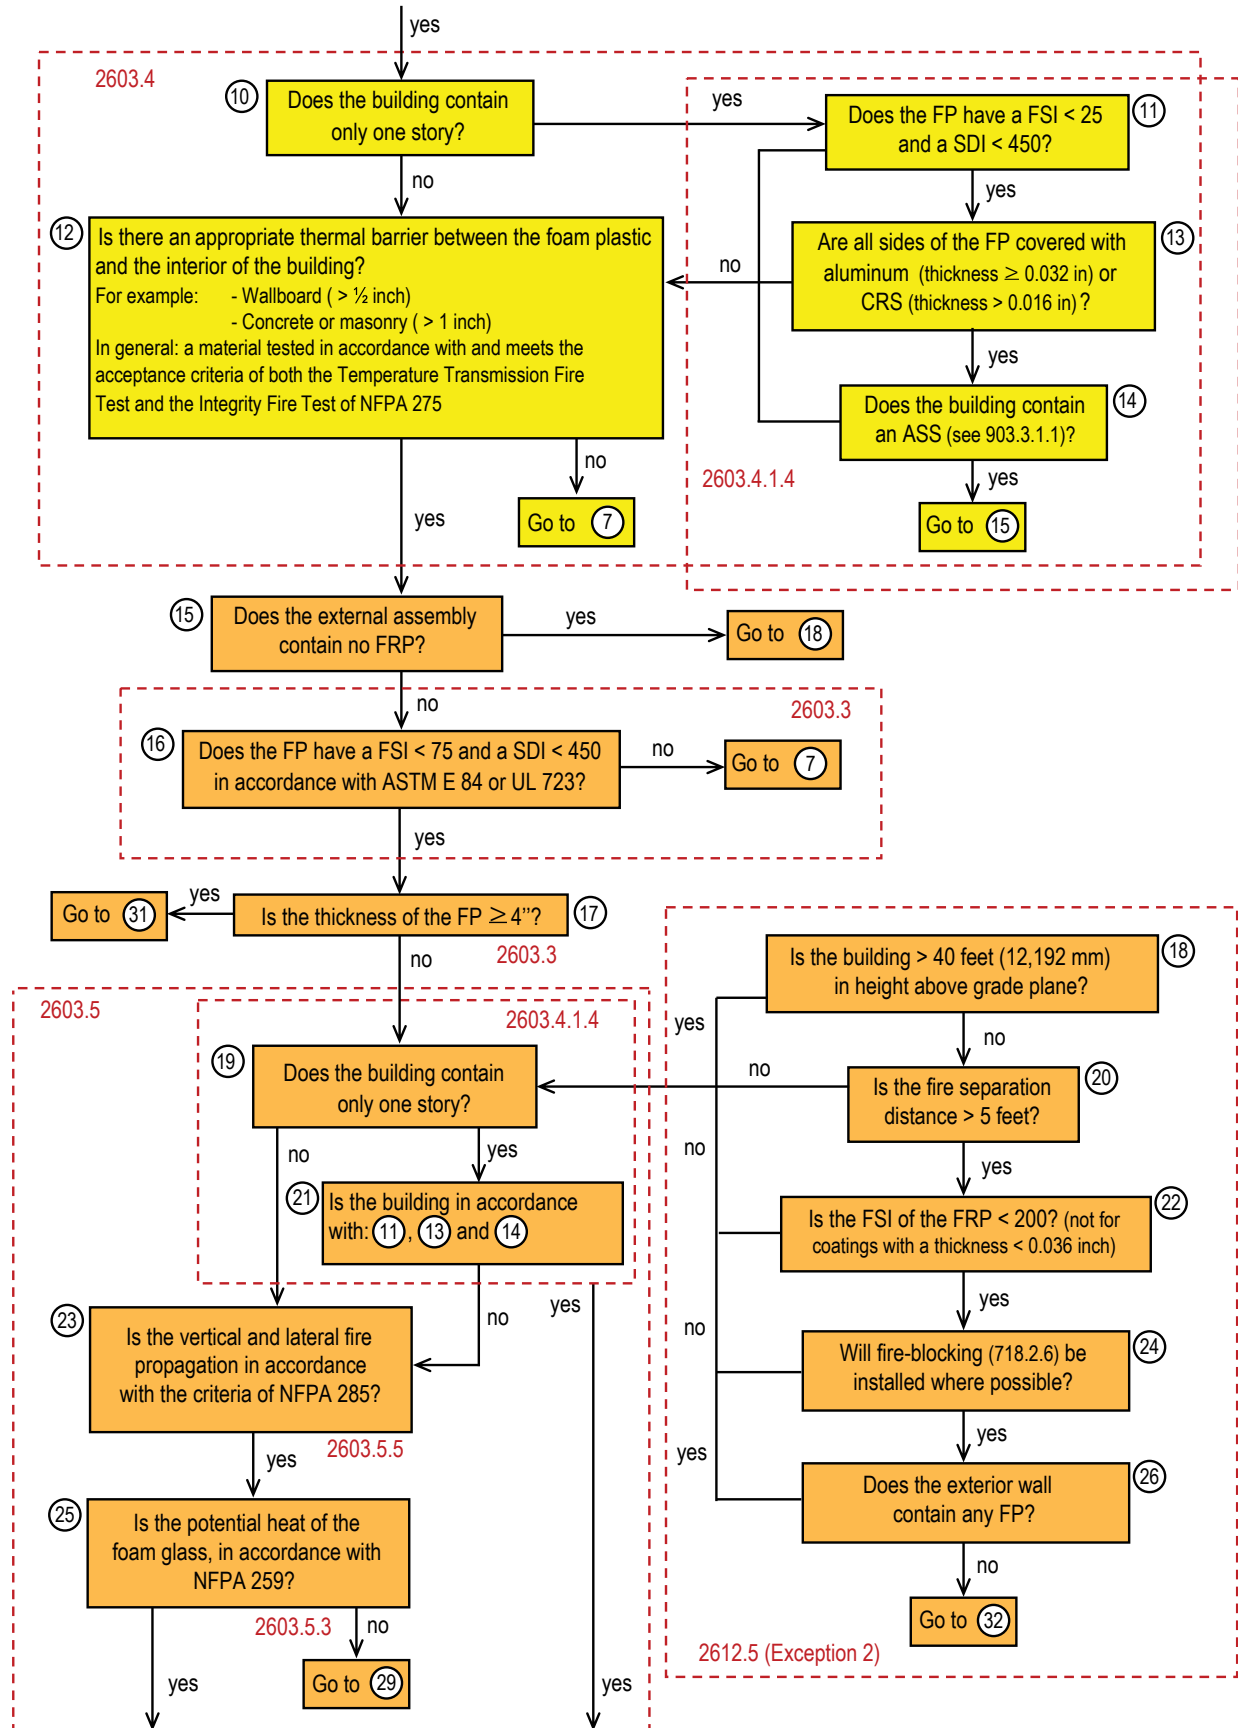 yes
2603.4
10
Does the building contain
only one story?
yes
Does the FP have a FSI < 25
and a SDI < 450?
11
no
yes
12
Is there an appropriate thermal barrier between the foam plastic
and the interior of the building?
For example: - Wallboard ( > ½ inch)
- Concrete or masonry ( > 1 inch)
In general: a material tested in accordance with and meets the
acceptance criteria of both the Temperature Transmission Fire
Test and the Integrity Fire Test of NFPA 275
no
Are all sides of the FP covered with
aluminum (thickness ≥ 0.032 in) or
CRS (thickness > 0.016 in) ?
13
yes
Does the building contain
an ASS (see 903.3.1.1)?
14
2603.4.1.4
yes
Go to 15
no
Go to 7
yes
15
Does the external assembly
contain no FRP?
yes
Go to 18
no
2603.3
16
Does the FP have a FSI < 75 and a SDI < 450
in accordance with ASTM E 84 or UL 723?
no
Go to 7
yes
Go to 31
yes
Is the thickness of the FP ≥ 4’’?
17
2603.3
no
Is the building > 40 feet (12,192 mm)
in height above grade plane?
18
yes
no
2603.5
2603.4.1.4
19
Does the building contain
only one story?
no
Is the fire separation
distance > 5 feet?
20
no
yes
no
yes
21
Is the building in accordance
with: 11 , 13 and 14
Is the FSI of the FRP < 200? (not for
coatings with a thickness < 0.036 inch)
22
yes
no
yes
no
23
Is the vertical and lateral fire
propagation in accordance
with the criteria of NFPA 285?
2603.5.5
yes
Will fire-blocking (718.2.6) be
installed where possible?
24
yes
yes
Does the exterior wall
contain any FP?
26
no
Go to 32
2612.5 (Exception 2)
25
Is the potential heat of the
foam glass, in accordance with
NFPA 259?
2603.5.3
no
Go to 29
yes
yes